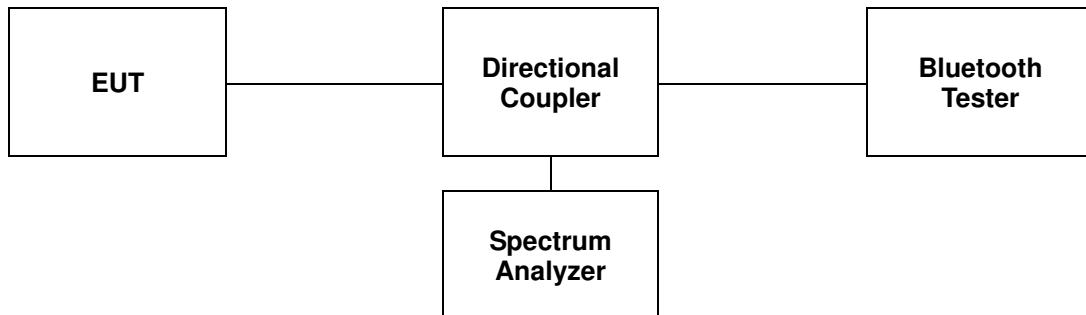 EUT
Directional
Coupler
Bluetooth
Tester
Spectrum
Analyzer